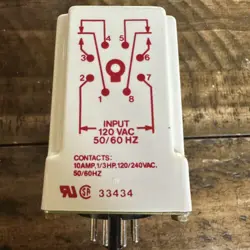 4 5
3 6
2 7
1 8
INPUT
120 VAC
50/60 HZ
CONTACTS:
10AMP, 1/3HP, 120/240VAC,
50/60HZ
33434